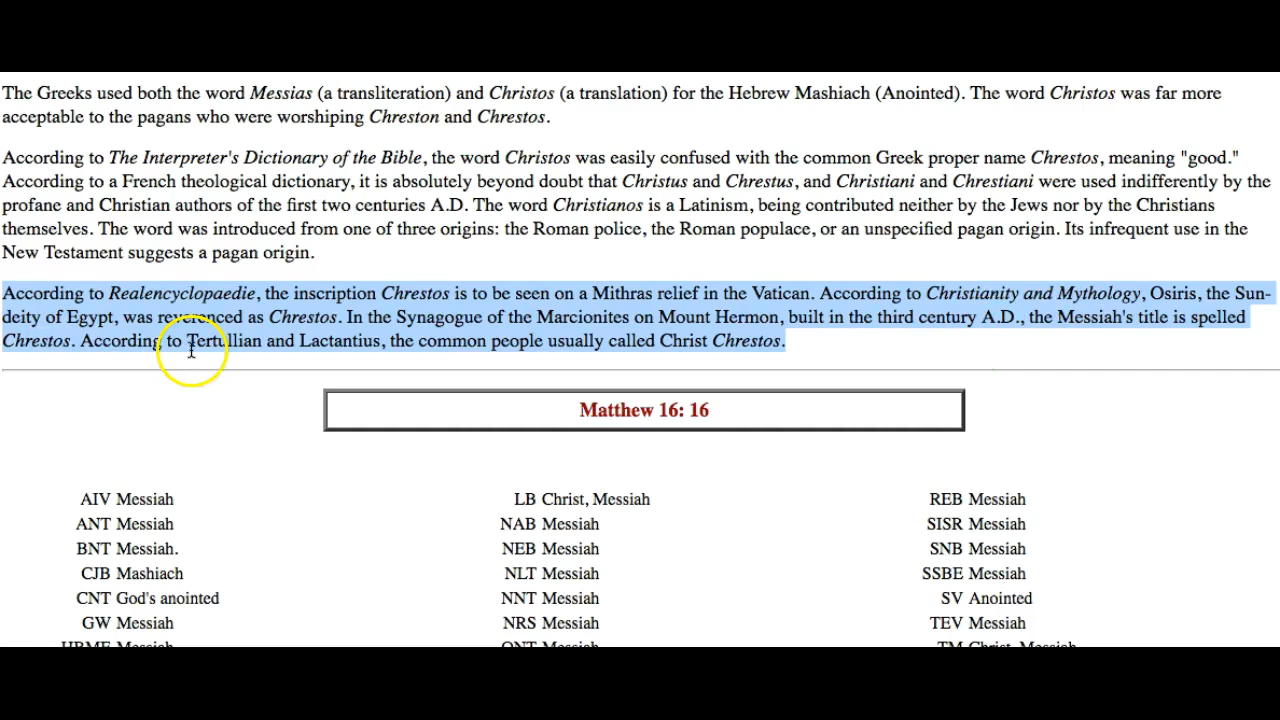 The Greeks used both the word Messias (a transliteration) and Christos (a translation) for the Hebrew Mashiach (Anointed). The word Christos was far more
acceptable to the pagans who were worshiping Chreston and Chrestos.
According to The Interpreter's Dictionary of the Bible, the word Christos was easily confused with the common Greek proper name Chrestos, meaning "good."
According to a French theological dictionary, it is absolutely beyond doubt that Christus and Chrestus, and Christiani and Chrestiani were used indifferently by the
profane and Christian authors of the first two centuries A.D. The word Christianos is a Latinism, being contributed neither by the Jews nor by the Christians
themselves. The word was introduced from one of three origins: the Roman police, the Roman populace, or an unspecified pagan origin. Its infrequent use in the
New Testament suggests a pagan origin.
According to Realencyclopaedie, the inscription Chrestos is to be seen on a Mithras relief in the Vatican. According to Christianity and Mythology, Osiris, the Sun-
deity of Egypt, was reverenced as Chrestos. In the Synagogue of the Marcionites on Mount Hermon, built in the third century A.D., the Messiah's title is spelled
Chrestos. According to Tertullian and Lactantius, the common people usually called Christ Chrestos.
Matthew 16: 16
AIV Messiah LB Christ, Messiah REB Messiah
ANT Messiah NAB Messiah SISR Messiah
BNT Messiah. NEB Messiah SNB Messiah
CJB Mashiach NLT Messiah SSBE Messiah
CNT God's anointed NNT Messiah SV Anointed
GW Messiah NRS Messiah TEV Messiah
HBME Messiah ONT Messiah TM Christ, Messiah